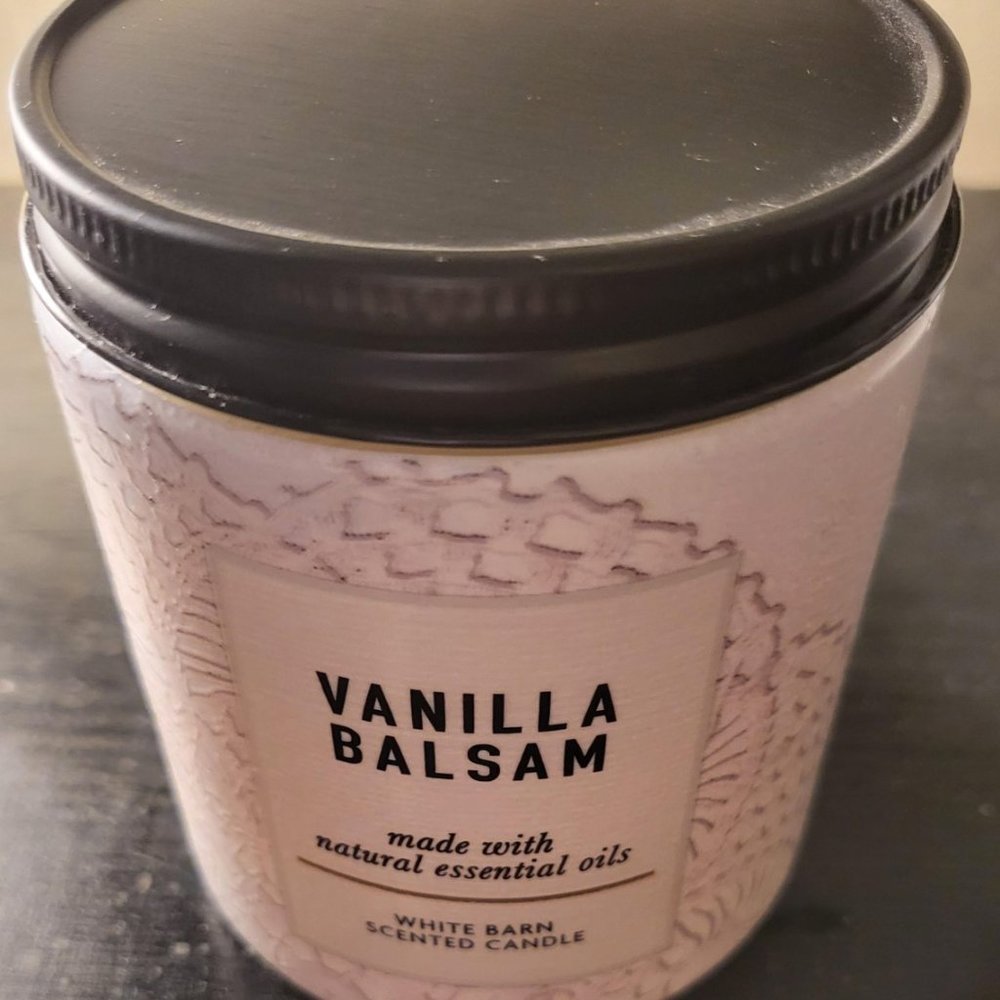 VANILLA
BALSAM
made with
natural essential oils
WHITE BARN
SCENTED CANDLE